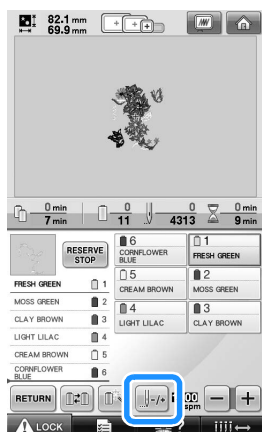 82.1 mm
69.9 mm
0 min
7 min
0
11
0
4313
0 min
9 min
RESERVE STOP
FRESH GREEN 1
MOSS GREEN 2
CLAY BROWN 3
LIGHT LILAC 4
CREAM BROWN 5
CORNFLOWER BLUE 6
6
CORNFLOWER BLUE
1
FRESH GREEN
5
CREAM BROWN
2
MOSS GREEN
4
LIGHT LILAC
3
CLAY BROWN
RETURN
-/+
00
spm
-
+
LOCK
?